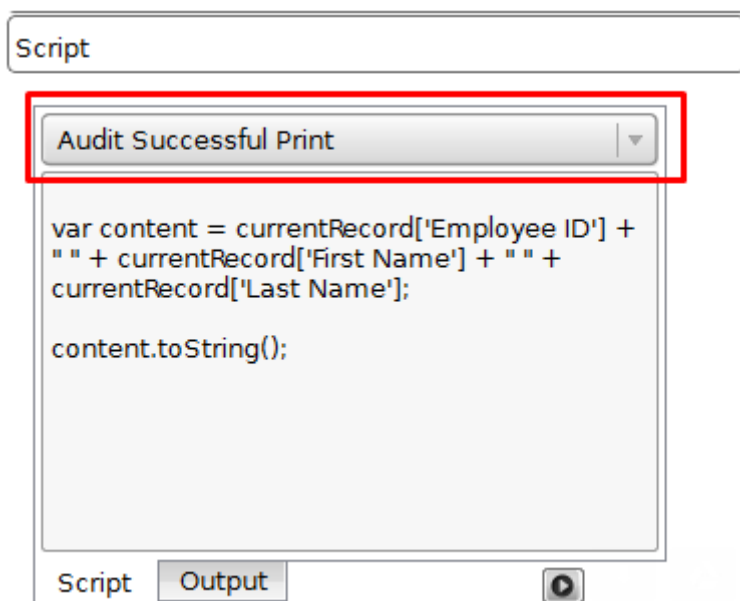 Script
Audit Successful Print
var content = currentRecord['Employee ID'] +
" " + currentRecord['First Name'] + " " +
currentRecord['Last Name'];
content.toString();
Script Output